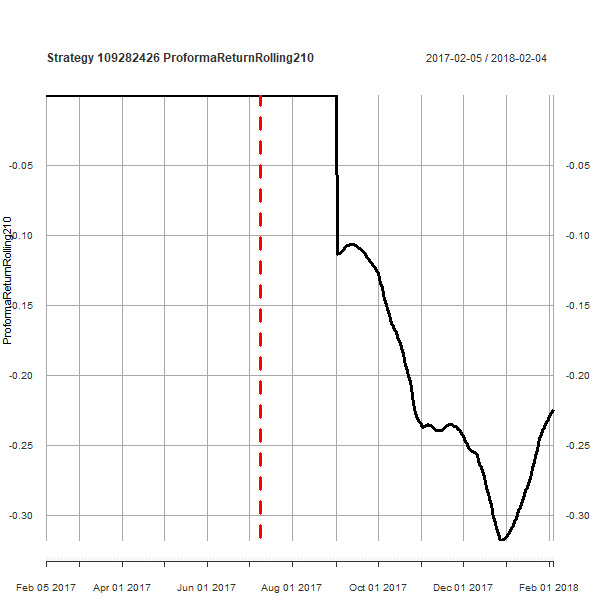 Strategy 109282426 ProformaReturnRolling210
2017-02-05 / 2018-02-04
ProformaReturnRolling210
-0.05
-0.10
-0.15
-0.20
-0.25
-0.30
-0.05
-0.10
-0.15
-0.20
-0.25
-0.30
Feb 05 2017
Apr 01 2017
Jun 01 2017
Aug 01 2017
Oct 01 2017
Dec 01 2017
Feb 01 2018